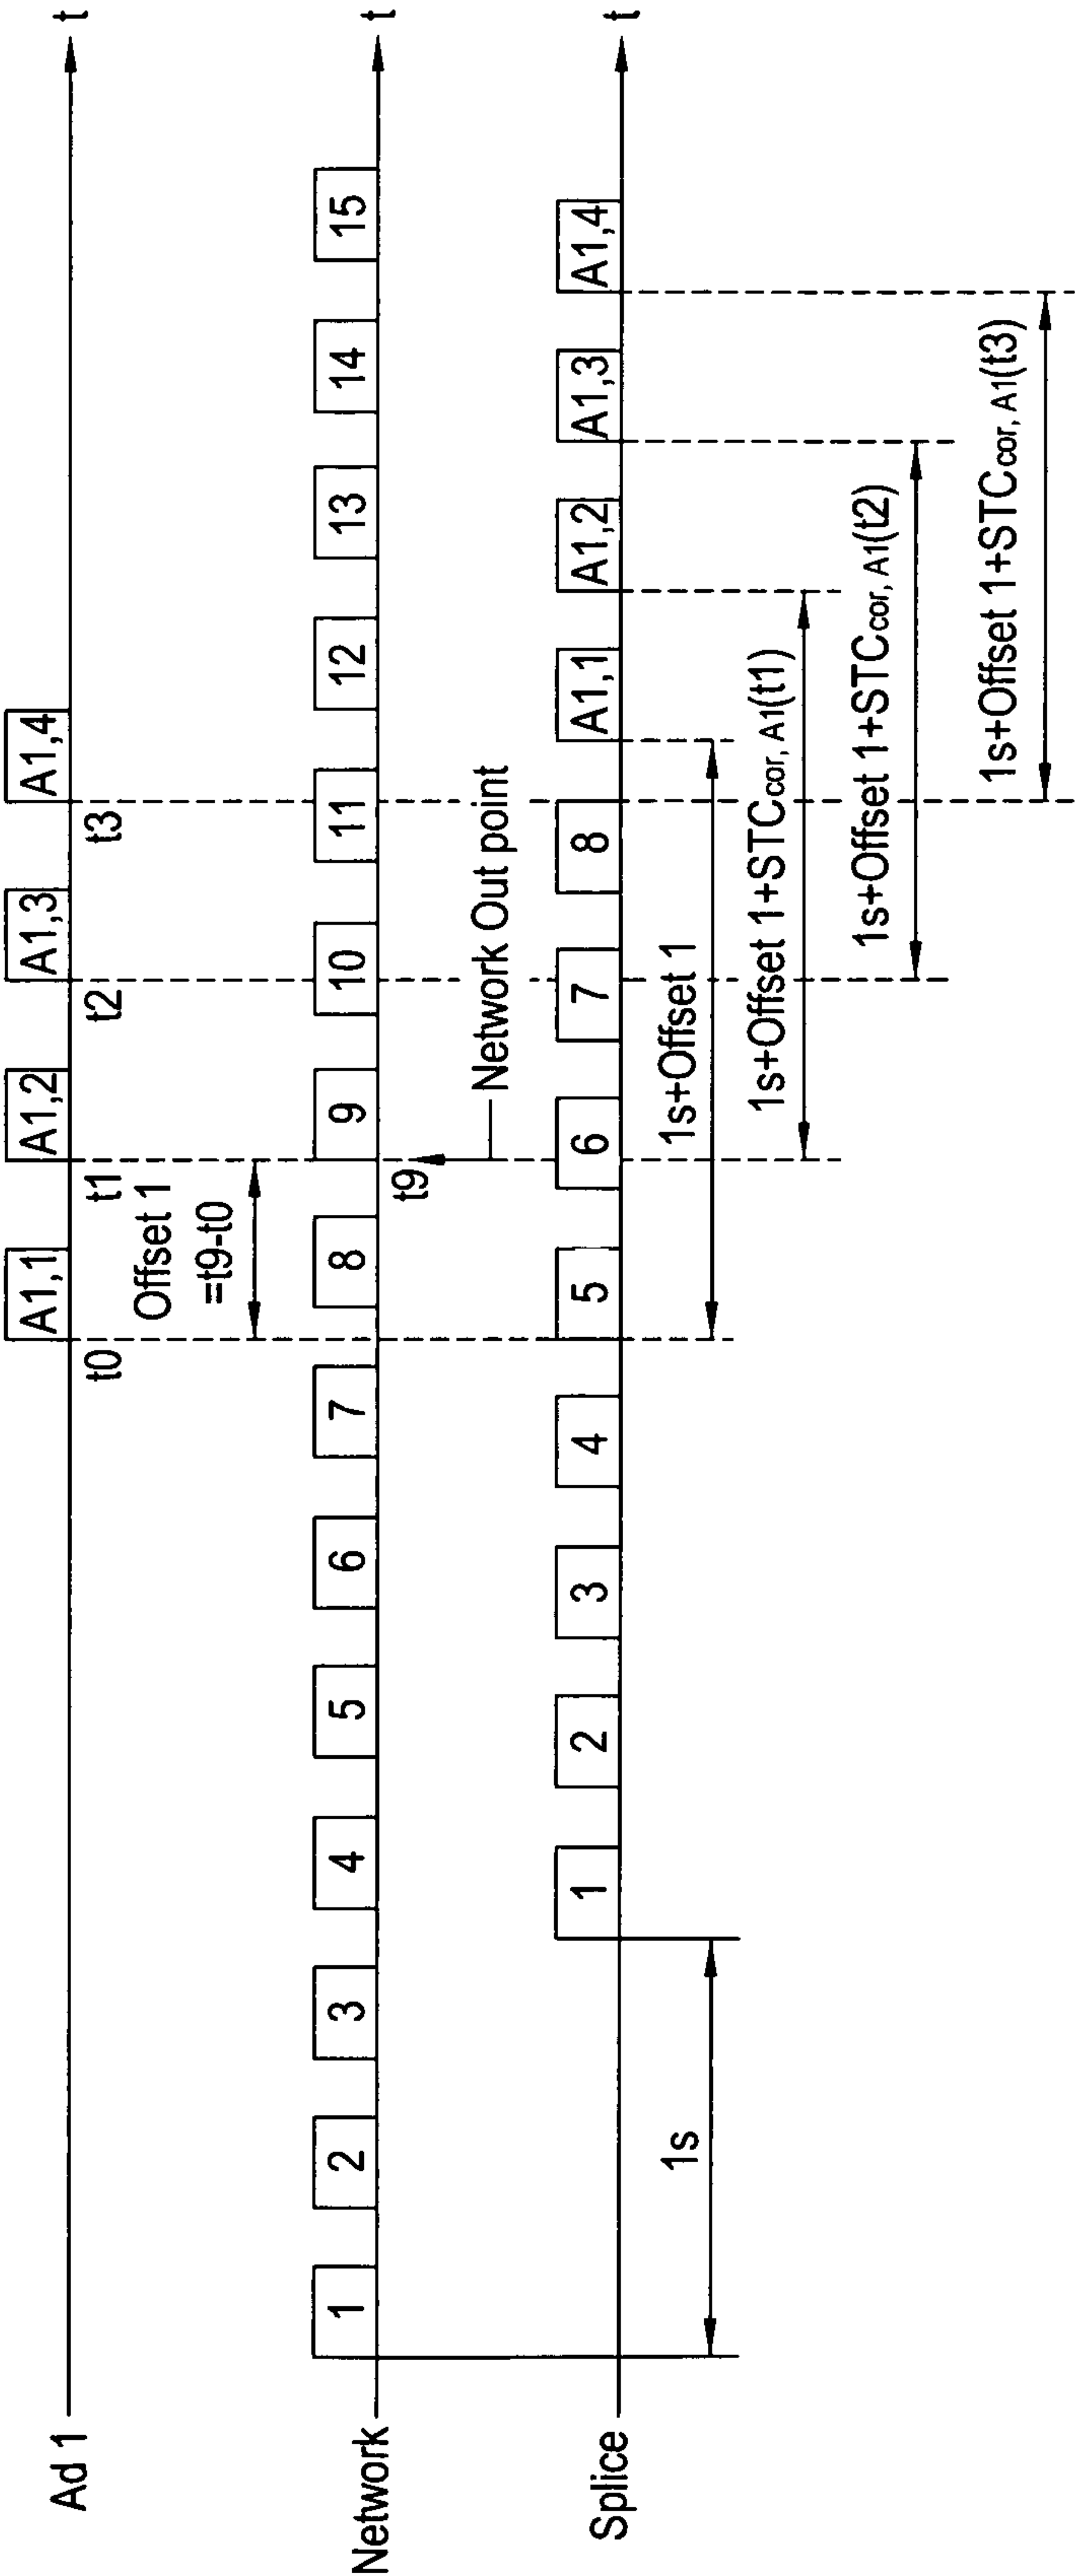 Ad 1
A1,1
A1,2
A1,3
A1,4
t
t0
t1
t2
t3
Offset 1
=t9-t0
Network
1
2
3
4
5
6
7
8
9
10
11
12
13
14
15
t
t9
Network Out point
Splice
1
2
3
4
5
6
7
8
A1,1
A1,2
A1,3
A1,4
t
1s
1s+Offset 1
1s+Offset 1+STCcor, A1(t1)
1s+Offset 1+STCcor, A1(t2)
1s+Offset 1+STCcor, A1(t3)